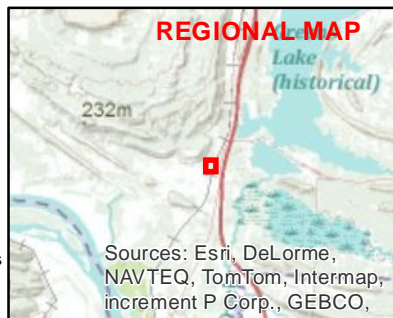 REGIONAL MAP
Lake
(historical)
232m
Sources: Esri, DeLorme,
NAVTEQ, TomTom, Intermap,
increment P Corp., GEBCO,